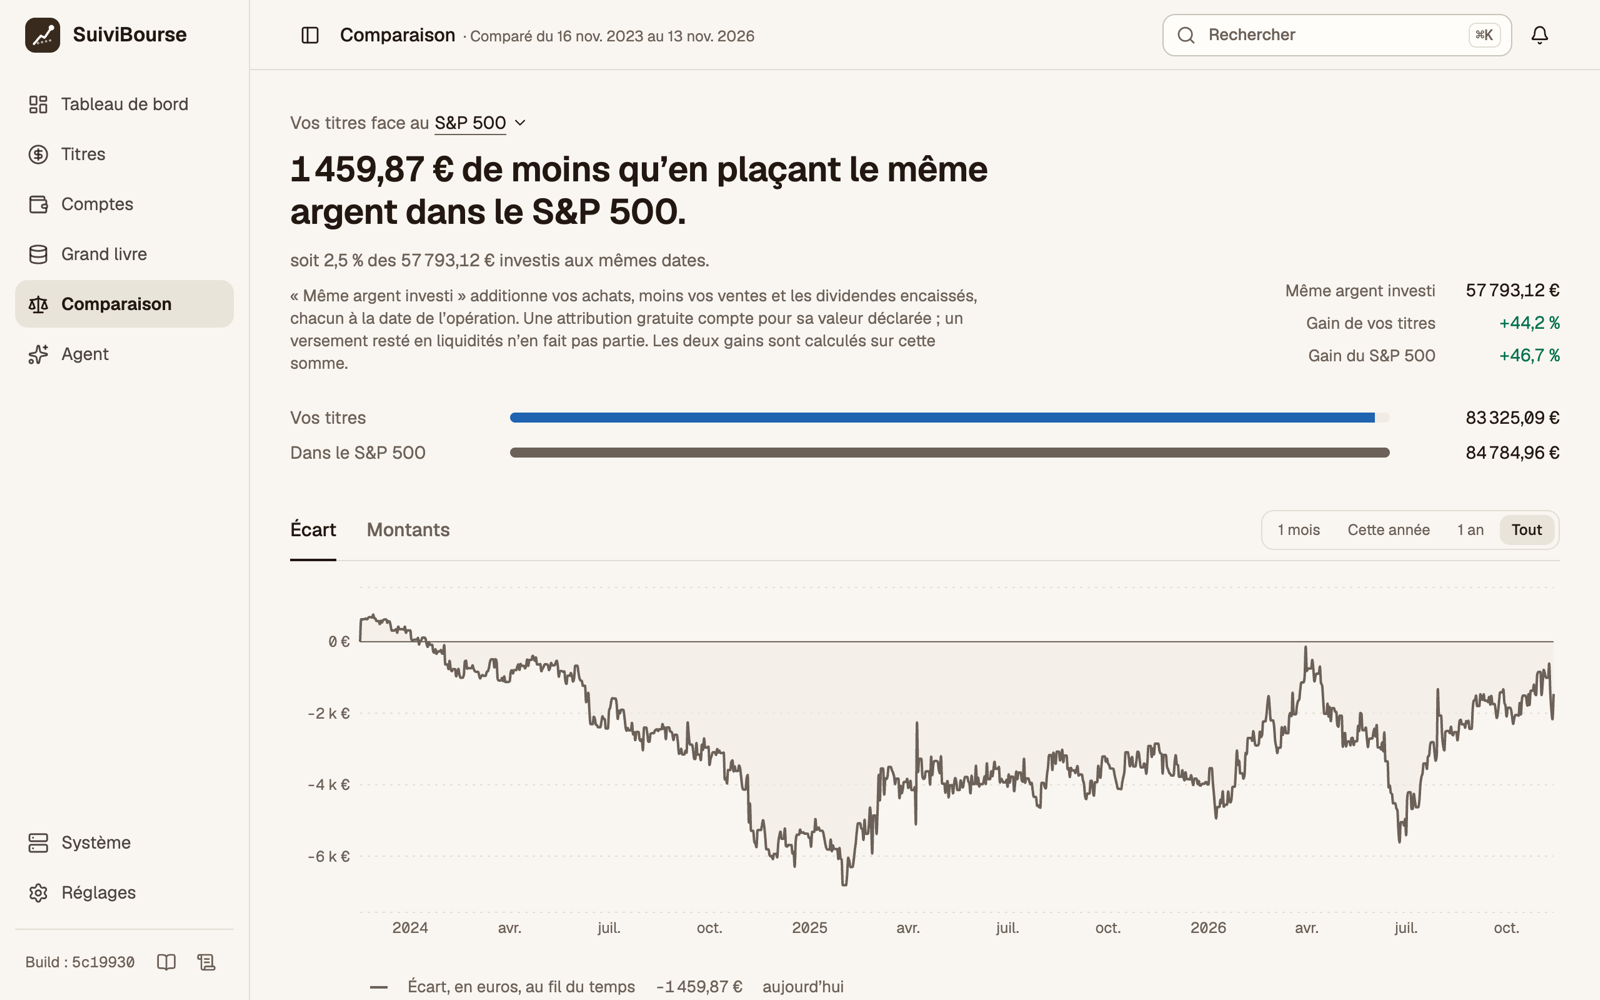 SuiviBourse
Comparaison · Comparé du 16 nov. 2023 au 13 nov. 2026
Rechercher ⌘K
Tableau de bord
Titres
Comptes
Grand livre
Comparaison
Agent
Système
Réglages
Build : 5c19930
Vos titres face au S&P 500
1 459,87 € de moins qu’en plaçant le même
argent dans le S&P 500.
soit 2,5 % des 57 793,12 € investis aux mêmes dates.
« Même argent investi » additionne vos achats, moins vos ventes et les dividendes encaissés,
chacun à la date de l’opération. Une attribution gratuite compte pour sa valeur déclarée ; un
versement resté en liquidités n’en fait pas partie. Les deux gains sont calculés sur cette
somme.
Même argent investi 57 793,12 €
Gain de vos titres +44,2 %
Gain du S&P 500 +46,7 %
Vos titres 83 325,09 €
Dans le S&P 500 84 784,96 €
Écart Montants
1 mois Cette année 1 an Tout
0 €
-2 k €
-4 k €
-6 k €
2024 avr. juil. oct. 2025 avr. juil. oct. 2026 avr. juil. oct.
Écart, en euros, au fil du temps -1 459,87 € aujourd’hui